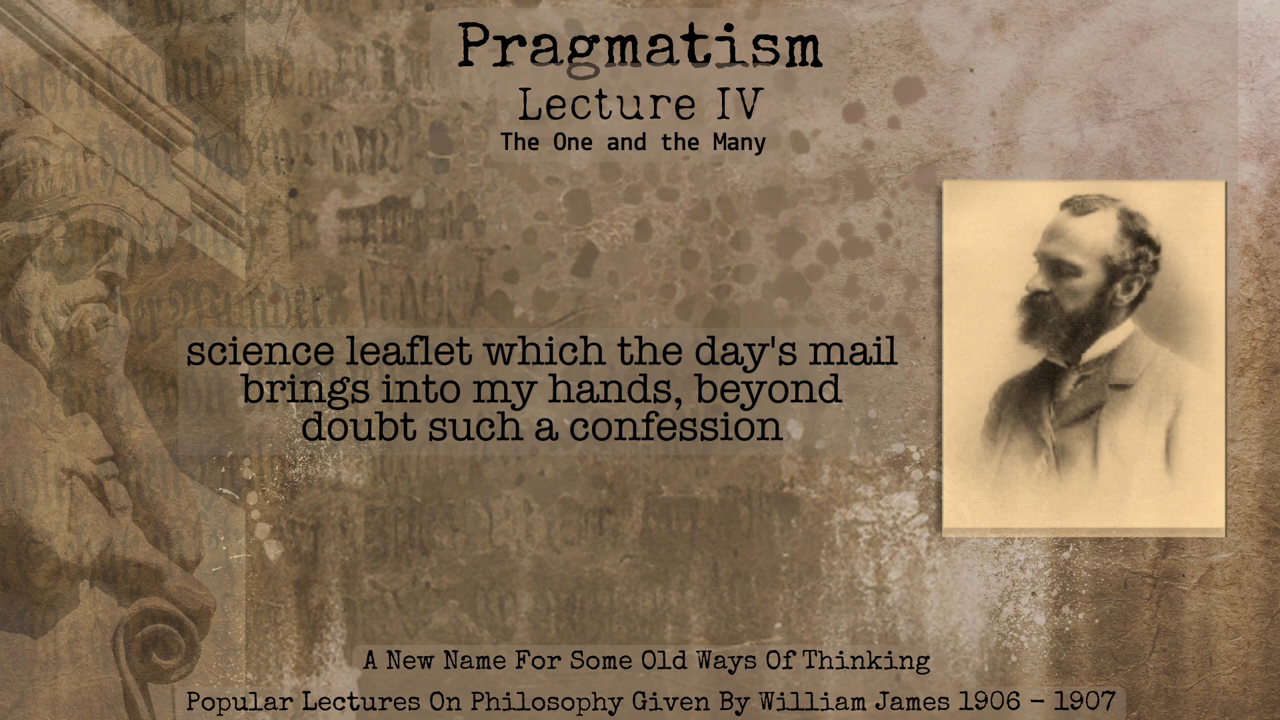 Pragmatism
Lecture IV
The One and the Many
science leaflet which the day's mail
brings into my hands, beyond
doubt such a confession
A New Name For Some Old Ways Of Thinking
Popular Lectures On Philosophy Given By William James 1906 - 1907